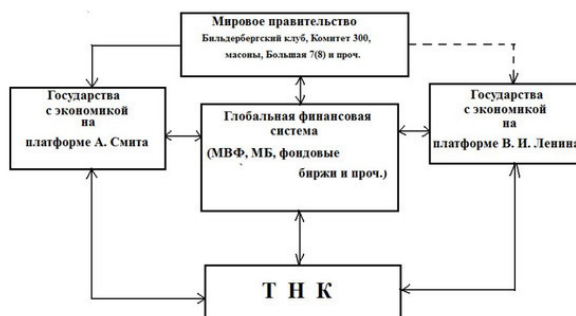 Мировое правительство
Бильдербергский клуб, Комитет 300,
масоны, Большая 7(8) и проч.
Государства
с экономикой
на
платформе А. Смита
Глобальная финансовая
система
(МВФ, МБ, фондовые
биржи и проч.)
Государства
с экономикой
на
платформе В. И. Ленина
Т Н К